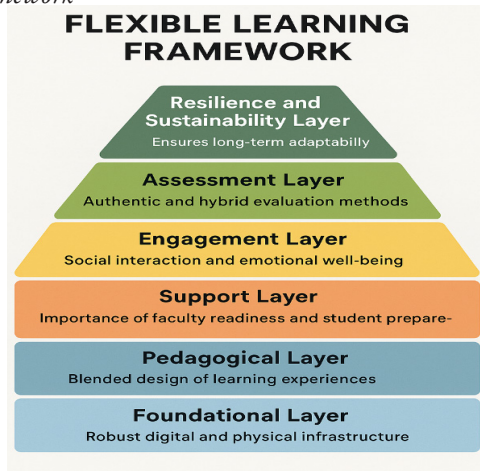 FLEXIBLE LEARNING
FRAMEWORK
Resilience and
Sustainability Layer
Ensures long-term adaptabilly
Assessment Layer
Authentic and hybrid evaluation methods
Engagement Layer
Social interaction and emotional well-being
Support Layer
Importance of faculty readiness and student prepare-
Pedagogical Layer
Blended design of learning experiences
Foundational Layer
Robust digital and physical infrastructure